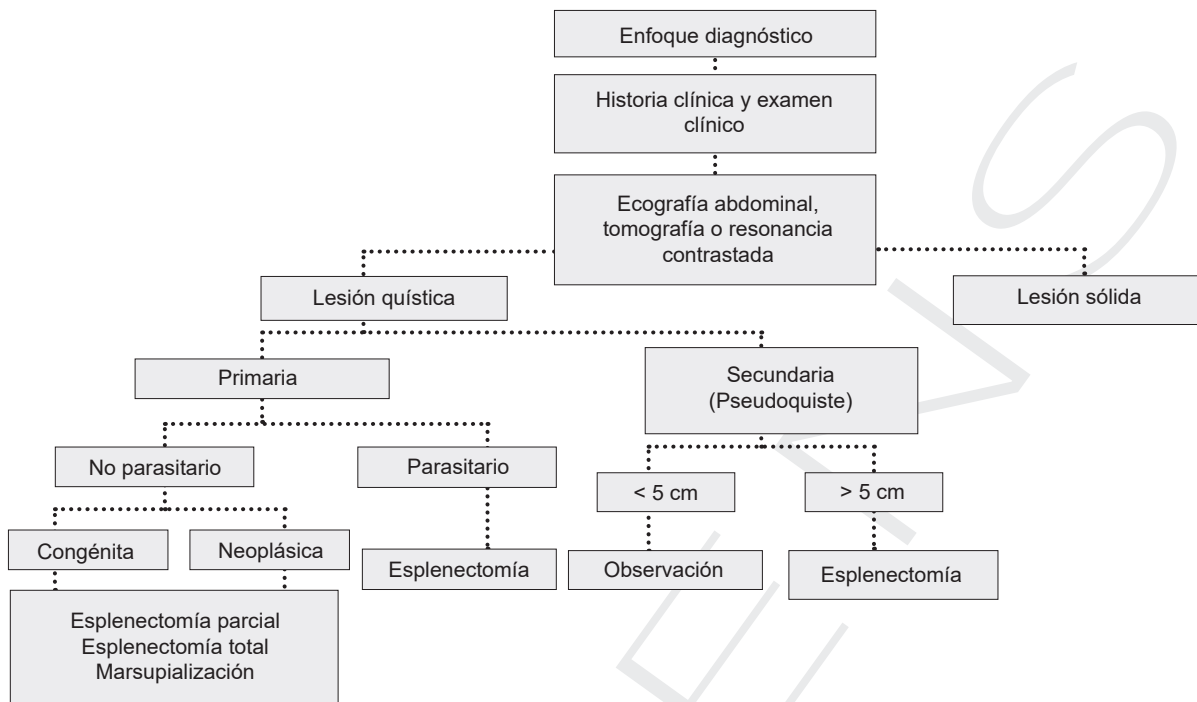 Enfoque diagnóstico
Historia clínica y examen
clínico
Ecografía abdominal,
tomografía o resonancia
contrastada
Lesión quística
Lesión sólida
Primaria
Secundaria
(Pseudoquiste)
No parasitario
Parasitario
< 5 cm
> 5 cm
Congénita
Neoplásica
Esplenectomía
Observación
Esplenectomía
Esplenectomía parcial
Esplenectomía total
Marsupialización